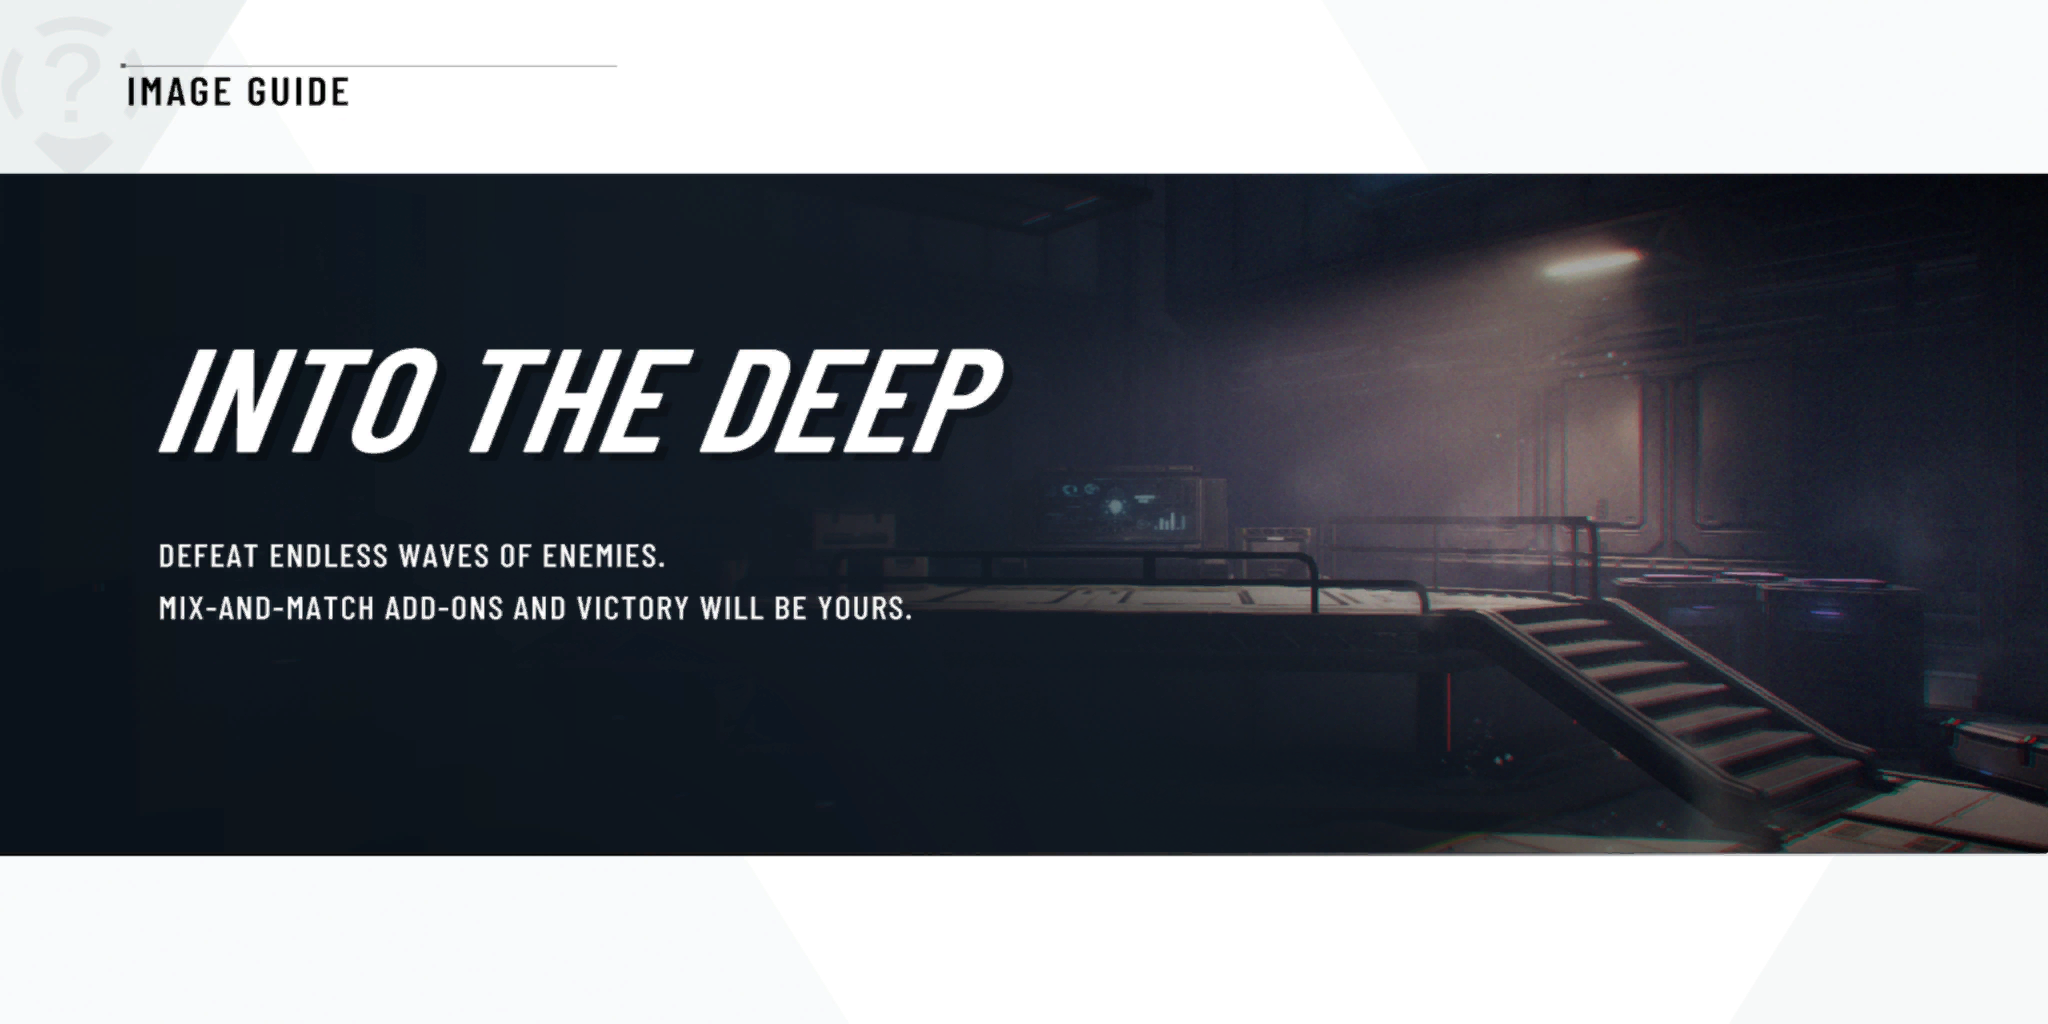 IMAGE GUIDE
INTO THE DEEP
DEFEAT ENDLESS WAVES OF ENEMIES.
MIX-AND-MATCH ADD-ONS AND VICTORY WILL BE YOURS.